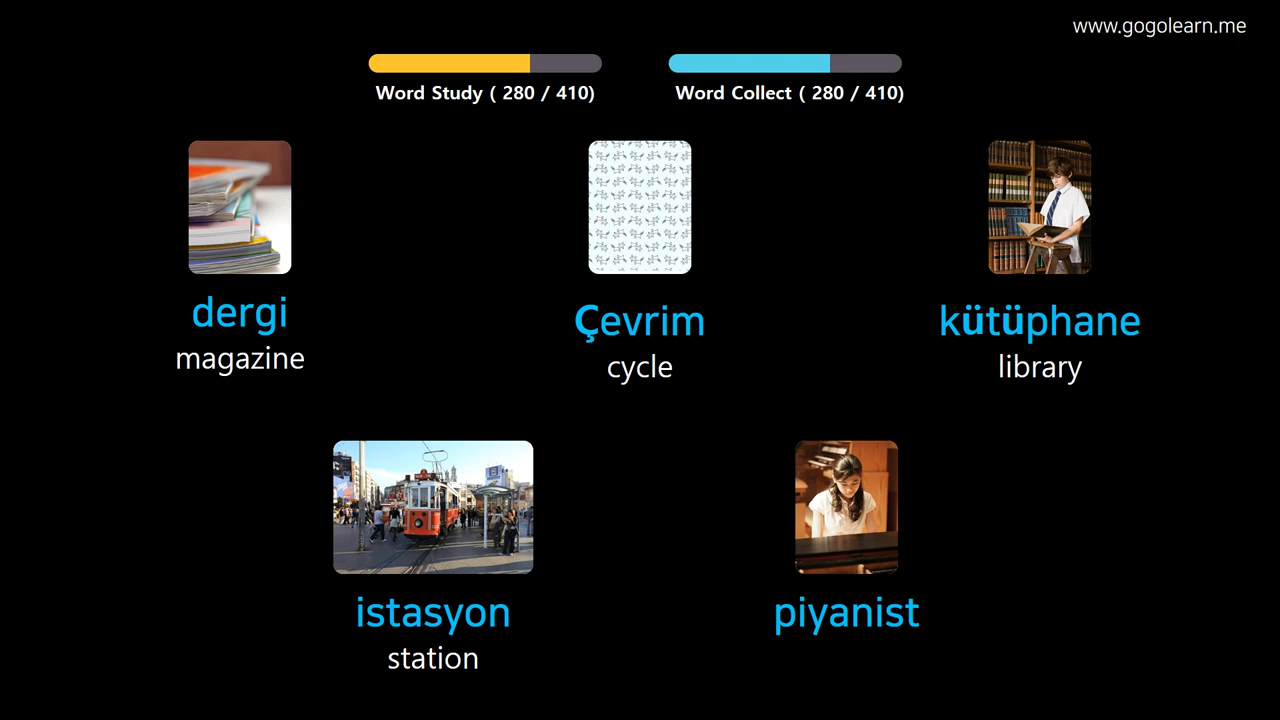 www.gogolearn.me
Word Study ( 280 / 410)
Word Collect ( 280 / 410)
dergi
magazine
Çevrim
cycle
kütüphane
library
istasyon
station
piyanist